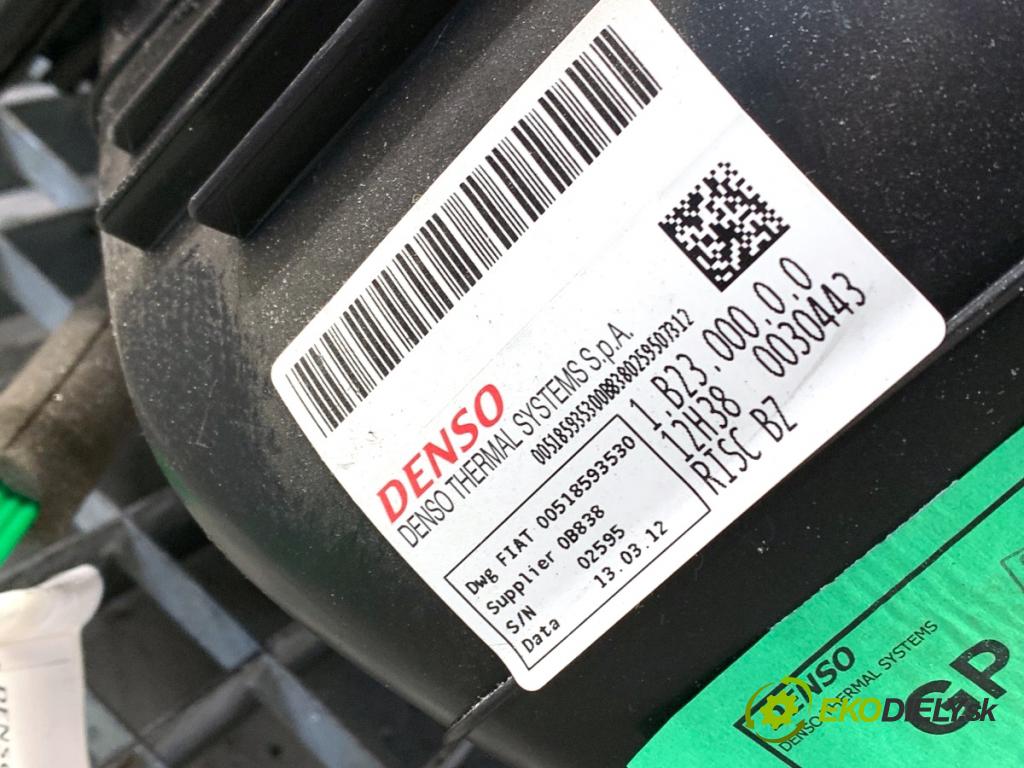 DENSO
DENSO THERMAL SYSTEMS S.p.A.
005185935300B8380259507312
Dwg FIAT 00518593530
Supplier 0B838
S/N 02595
Data 13.03.12
1.B23.000.0.0
12H38 0030443
RISC BZ
DENSO
DENSO THERMAL SYSTEMS
GP
EKODIELY.sk